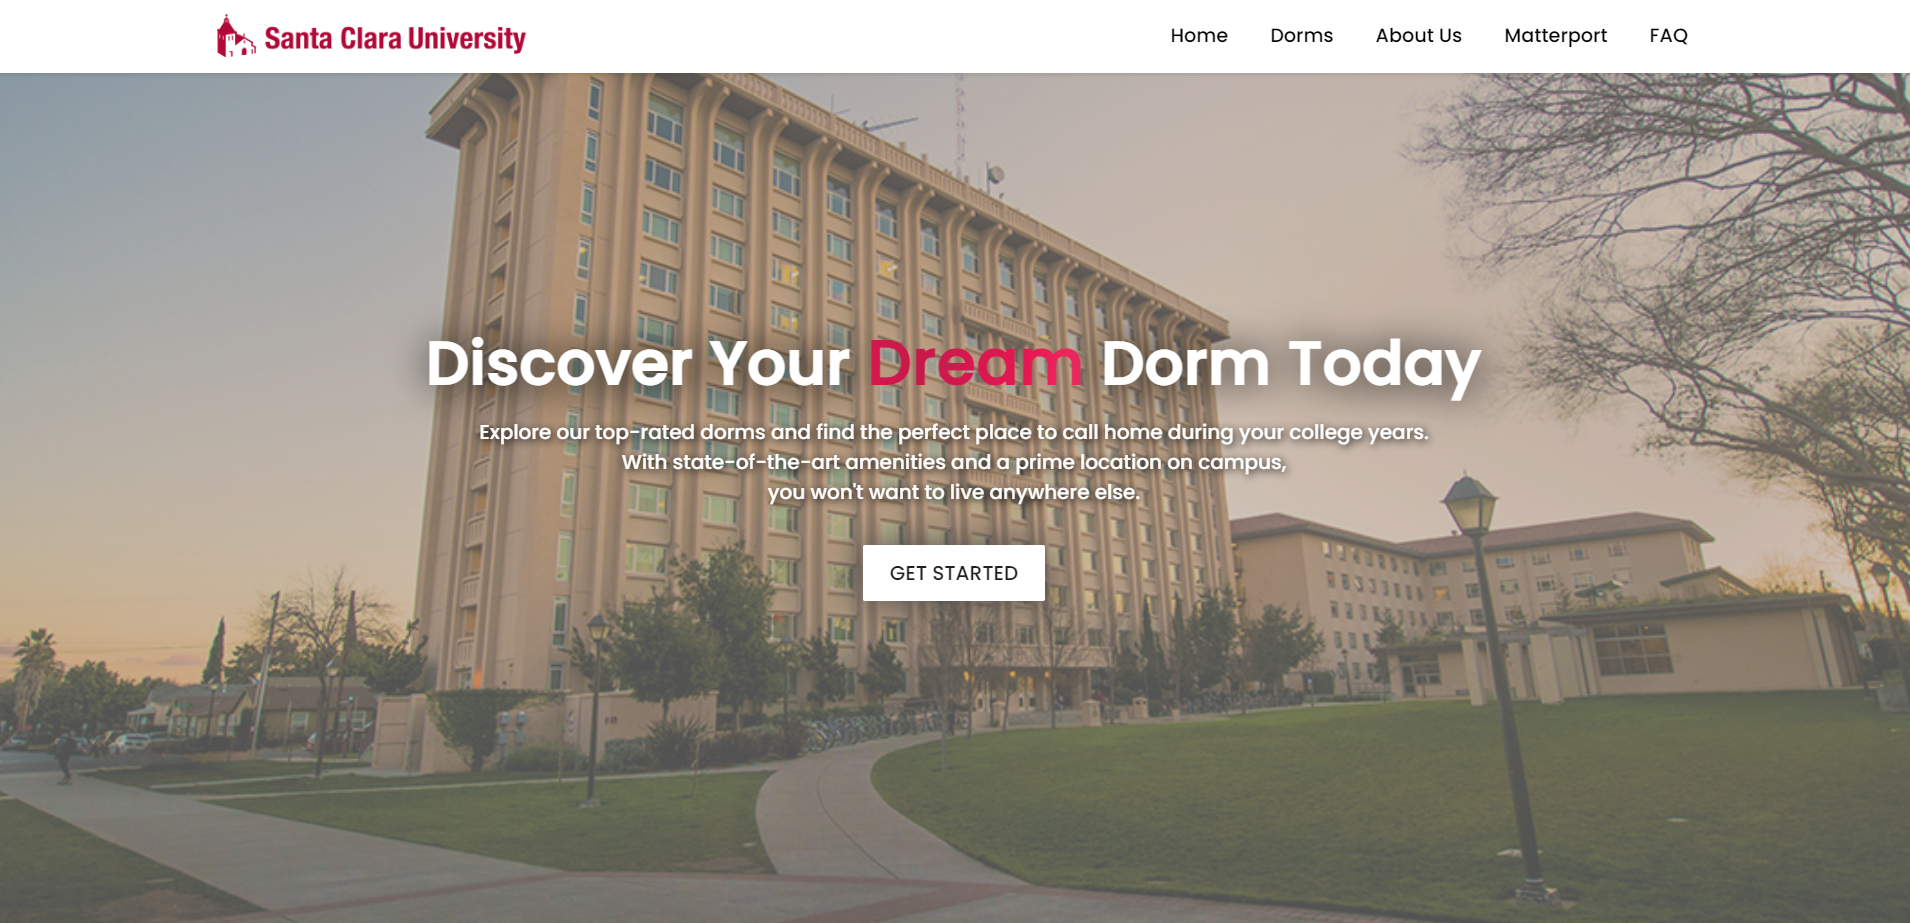 Santa Clara University
Home Dorms About Us Matterport FAQ
Discover Your Dream Dorm Today
Explore our top-rated dorms and find the perfect place to call home during your college years.
With state-of-the-art amenities and a prime location on campus,
you won't want to live anywhere else.
GET STARTED